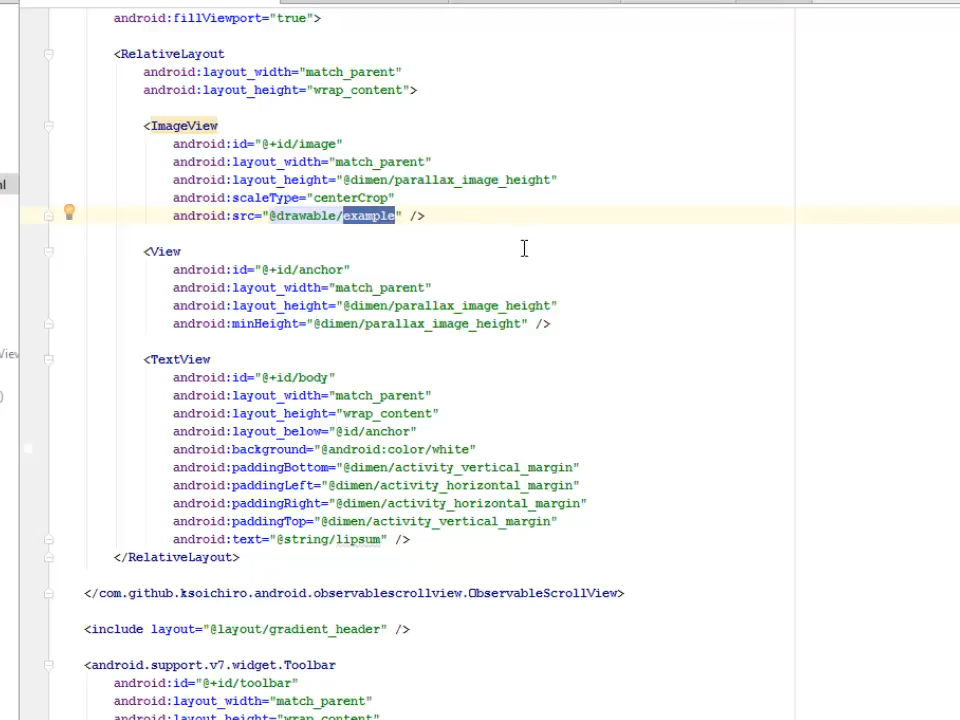 android:fillViewport="true">
<RelativeLayout
android:layout_width="match_parent"
android:layout_height="wrap_content">
<ImageView
android:id="@+id/image"
android:layout_width="match_parent"
android:layout_height="@dimen/parallax_image_height"
android:scaleType="centerCrop"
android:src="@drawable/example" />
<View
android:id="@+id/anchor"
android:layout_width="match_parent"
android:layout_height="@dimen/parallax_image_height"
android:minHeight="@dimen/parallax_image_height" />
<TextView
android:id="@+id/body"
android:layout_width="match_parent"
android:layout_height="wrap_content"
android:layout_below="@id/anchor"
android:background="@android:color/white"
android:paddingBottom="@dimen/activity_vertical_margin"
android:paddingLeft="@dimen/activity_horizontal_margin"
android:paddingRight="@dimen/activity_horizontal_margin"
android:paddingTop="@dimen/activity_vertical_margin"
android:text="@string/lipsum" />
</RelativeLayout>
</com.github.ksoichiro.android.observablescrollview.ObservableScrollView>
<include layout="@layout/gradient_header" />
<android.support.v7.widget.Toolbar
android:id="@+id/toolbar"
android:layout_width="match_parent"
android:layout_height="wrap_content"